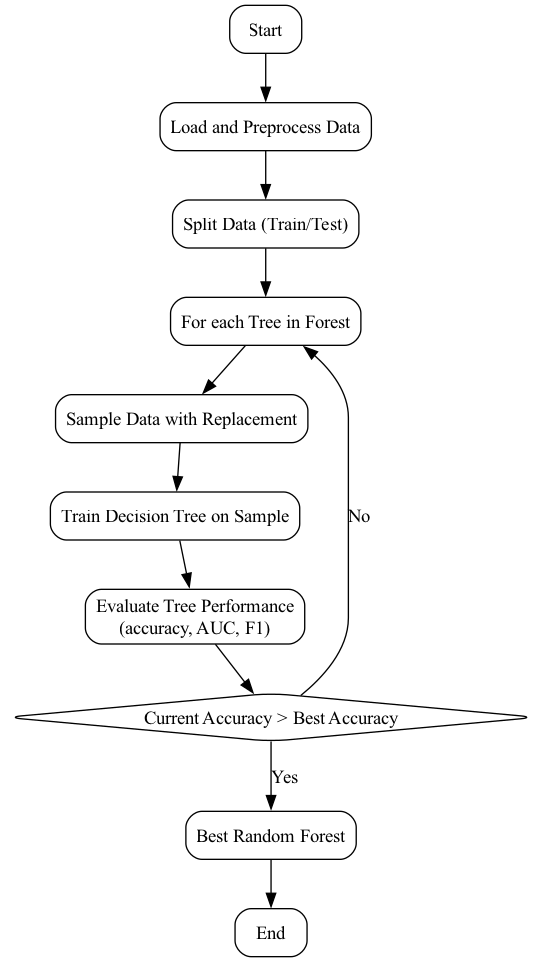 Start
Load and Preprocess Data
Split Data (Train/Test)
For each Tree in Forest
Sample Data with Replacement
Train Decision Tree on Sample
No
Evaluate Tree Performance
(accuracy, AUC, F1)
Current Accuracy > Best Accuracy
Yes
Best Random Forest
End